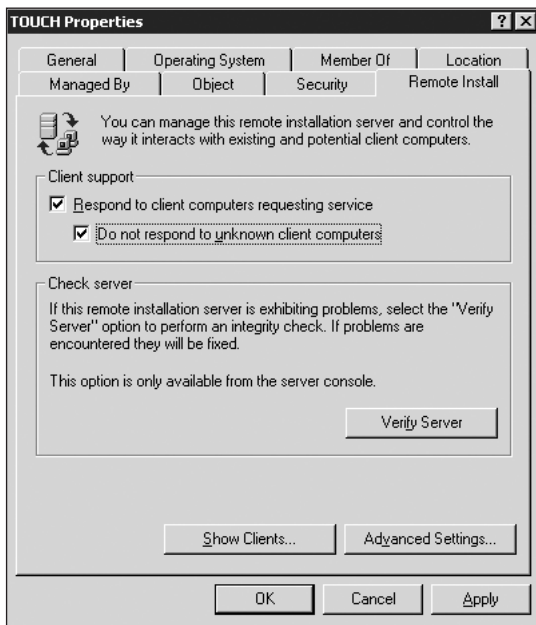 TOUCH Properties
General Operating System Member Of Location
Managed By Object Security Remote Install
You can manage this remote installation server and control the
way it interacts with existing and potential client computers.
Client support
Respond to client computers requesting service
Do not respond to unknown client computers
Check server
If this remote installation server is exhibiting problems, select the "Verify
Server" option to perform an integrity check. If problems are
encountered they will be fixed.
This option is only available from the server console.
Verify Server
Show Clients... Advanced Settings...
OK Cancel Apply